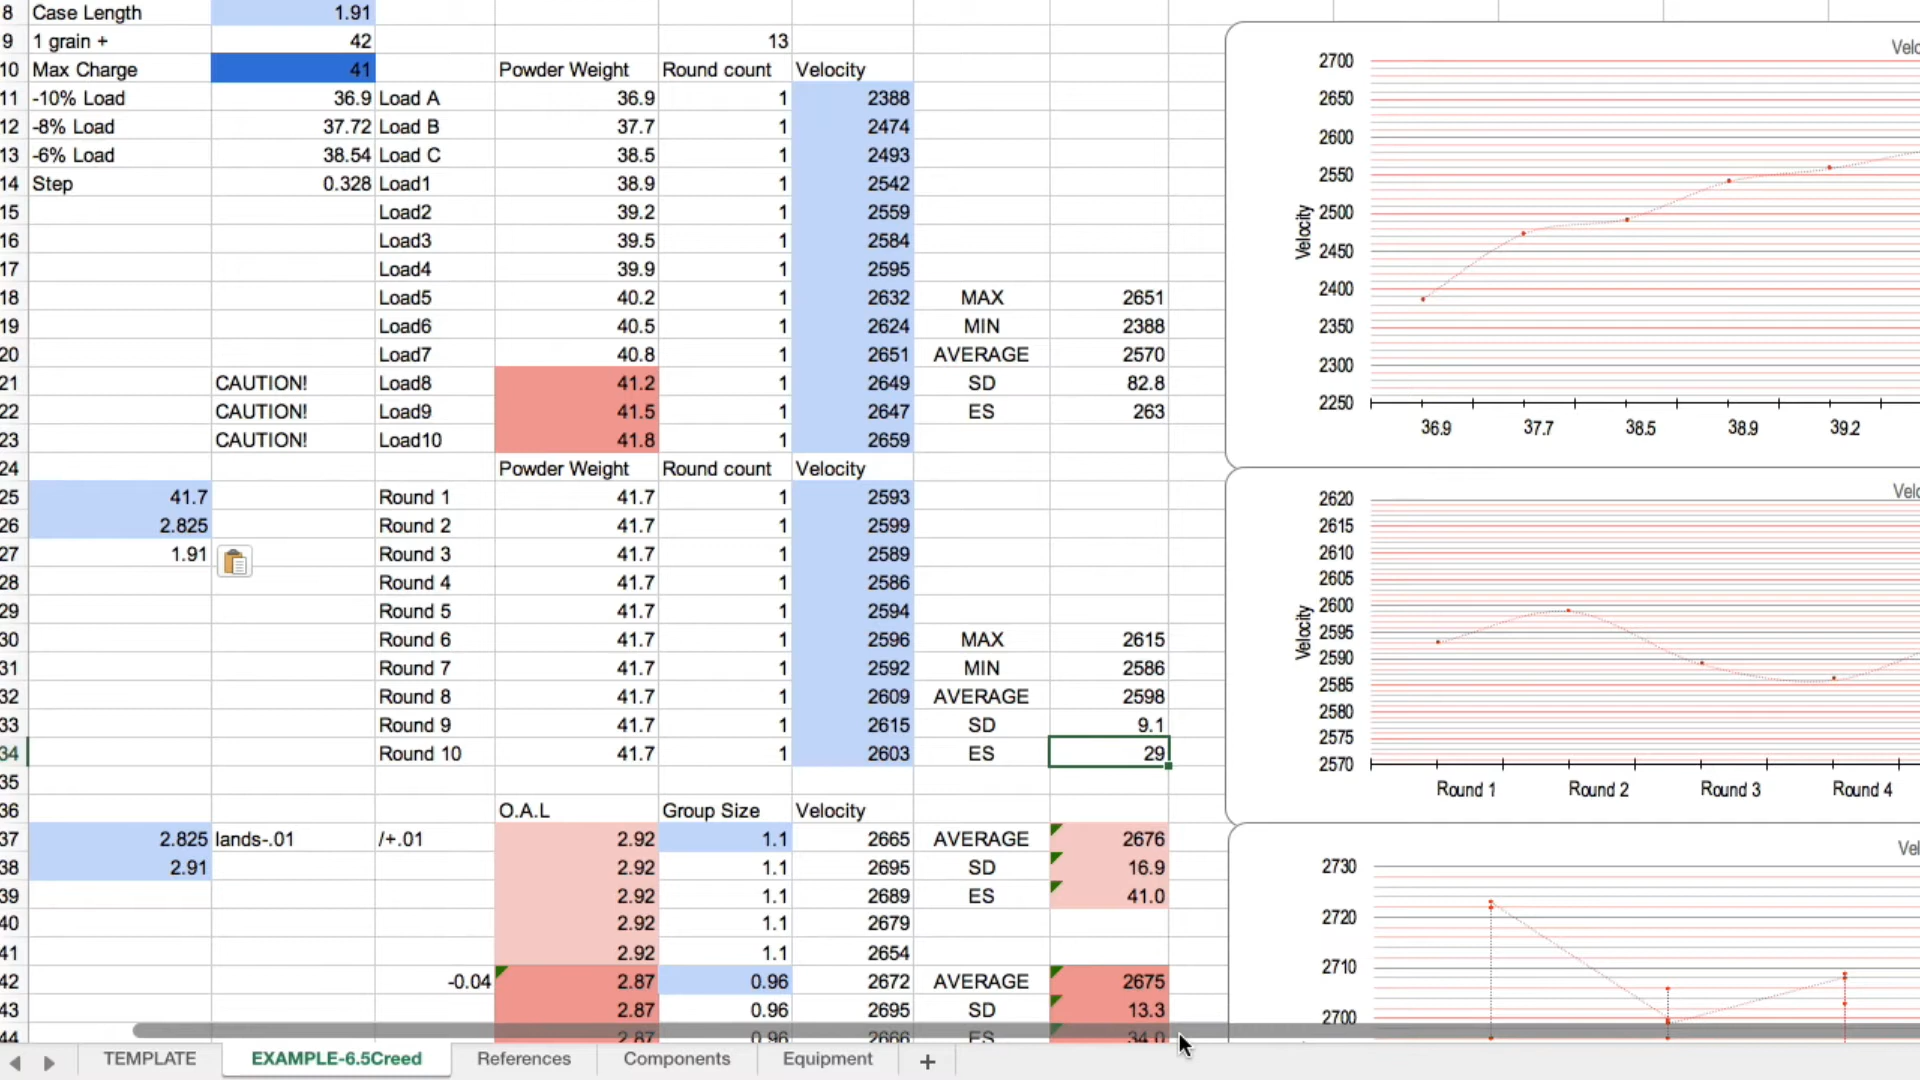 8 Case Length 1.91
9 1 grain + 42 13
10 Max Charge 41 Powder Weight Round count Velocity
11 -10% Load 36.9 Load A 36.9 1 2388
12 -8% Load 37.72 Load B 37.7 1 2474
13 -6% Load 38.54 Load C 38.5 1 2493
14 Step 0.328 Load1 38.9 1 2542
15 Load2 39.2 1 2559
16 Load3 39.5 1 2584
17 Load4 39.9 1 2595
18 Load5 40.2 1 2632 MAX 2651
19 Load6 40.5 1 2624 MIN 2388
20 Load7 40.8 1 2651 AVERAGE 2570
21 CAUTION! Load8 41.2 1 2649 SD 82.8
22 CAUTION! Load9 41.5 1 2647 ES 263
23 CAUTION! Load10 41.8 1 2659
24 Powder Weight Round count Velocity
25 41.7 Round 1 41.7 1 2593
26 2.825 Round 2 41.7 1 2599
27 1.91 Round 3 41.7 1 2589
28 Round 4 41.7 1 2586
29 Round 5 41.7 1 2594
30 Round 6 41.7 1 2596 MAX 2615
31 Round 7 41.7 1 2592 MIN 2586
32 Round 8 41.7 1 2609 AVERAGE 2598
33 Round 9 41.7 1 2615 SD 9.1
34 Round 10 41.7 1 2603 ES 29
35
36 O.A.L Group Size Velocity
37 2.825 lands-.01 /+.01 2.92 1.1 2665 AVERAGE 2676
38 2.91 2.92 1.1 2695 SD 16.9
39 2.92 1.1 2689 ES 41.0
40 2.92 1.1 2679
41 2.92 1.1 2654
42 -0.04 2.87 0.96 2672 AVERAGE 2675
43 2.87 0.96 2695 SD 13.3
44 2.87 0.96 2666 ES 34.0
Velo
2700
2650
2600
2550
2500
2450
2400
2350
2300
2250
Velocity
36.9 37.7 38.5 38.9 39.2
Velo
2620
2615
2610
2605
2600
2595
2590
2585
2580
2575
2570
Velocity
Round 1 Round 2 Round 3 Round 4
Vel
2730
2720
2710
2700
TEMPLATE EXAMPLE-6.5Creed References Components Equipment +